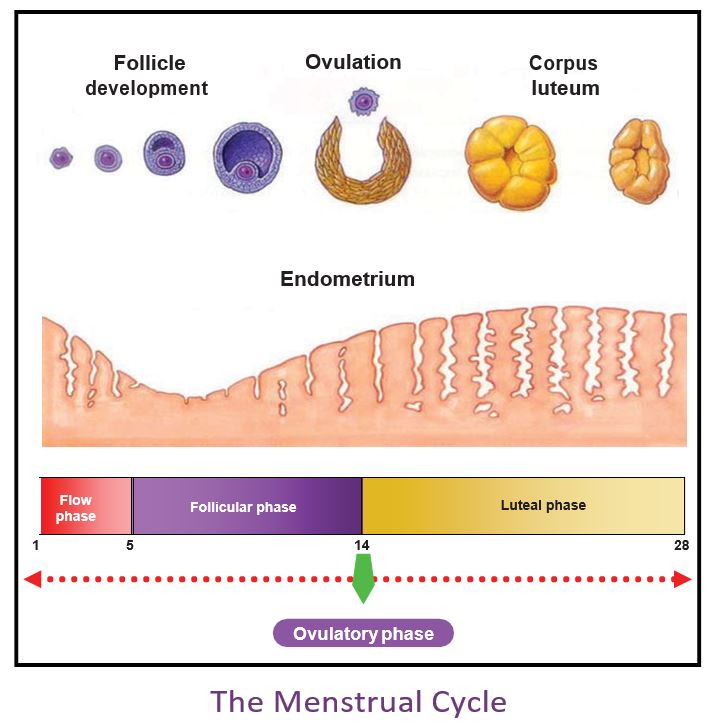 Follicle
development
Ovulation
Corpus
luteum
Endometrium
Flow
phase
Follicular phase
Luteal phase
1
5
14
28
Ovulatory phase
The Menstrual Cycle